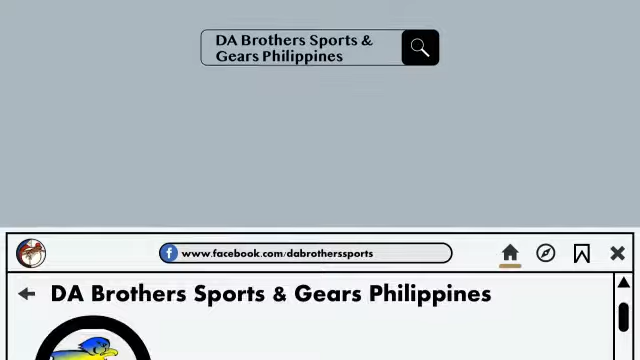 DA Brothers Sports &
Gears Philippines
www.facebook.com/dabrotherssports
DA Brothers Sports & Gears Philippines